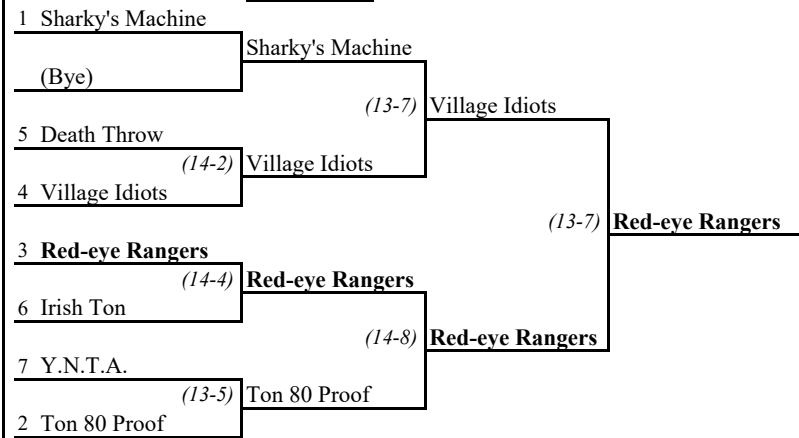 1 Sharky's Machine
Sharky's Machine
(Bye)
(13-7) Village Idiots
5 Death Throw
(14-2) Village Idiots
4 Village Idiots
(13-7) Red-eye Rangers
3 Red-eye Rangers
(14-4) Red-eye Rangers
6 Irish Ton
(14-8) Red-eye Rangers
7 Y.N.T.A.
(13-5) Ton 80 Proof
2 Ton 80 Proof